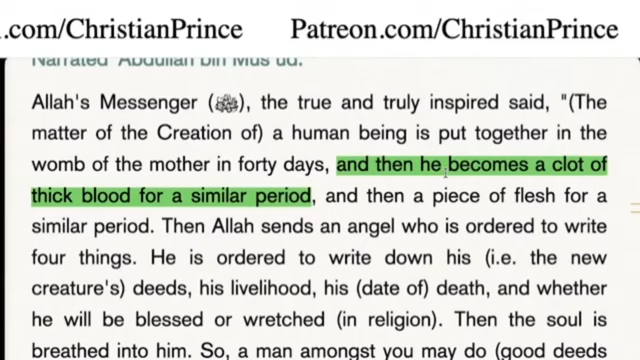 .com/ChristianPrince Patreon.com/ChristianPrince
Narrated 'Abdullah bin Mus'ud:
Allah's Messenger (ﷺ), the true and truly inspired said, "(The
matter of the Creation of) a human being is put together in the
womb of the mother in forty days, and then he becomes a clot of
thick blood for a similar period, and then a piece of flesh for a
similar period. Then Allah sends an angel who is ordered to write
four things. He is ordered to write down his (i.e. the new
creature's) deeds, his livelihood, his (date of) death, and whether
he will be blessed or wretched (in religion). Then the soul is
breathed into him. So, a man amongst you may do (good deeds